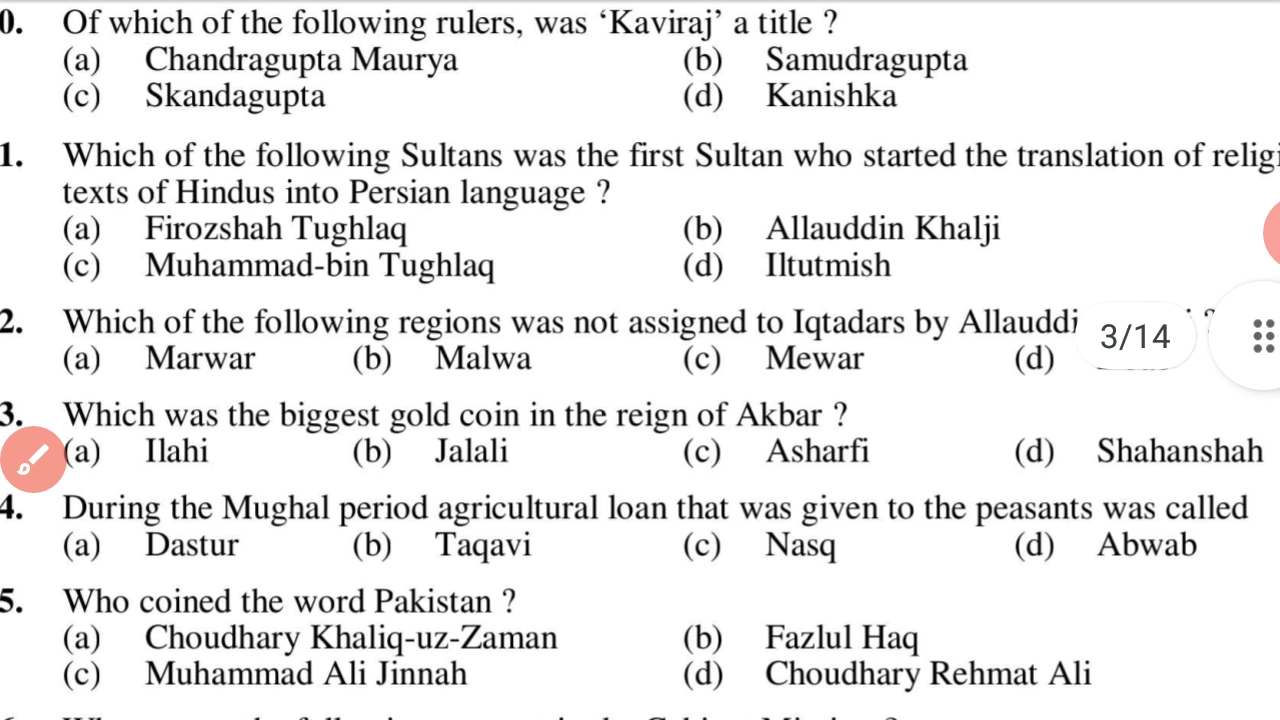 0. Of which of the following rulers, was ‘Kaviraj’ a title ?
(a) Chandragupta Maurya (b) Samudragupta
(c) Skandagupta (d) Kanishka
1. Which of the following Sultans was the first Sultan who started the translation of religi
texts of Hindus into Persian language ?
(a) Firozshah Tughlaq (b) Allauddin Khalji
(c) Muhammad-bin Tughlaq (d) Iltutmish
2. Which of the following regions was not assigned to Iqtadars by Allauddi ?
3/14
(a) Marwar (b) Malwa (c) Mewar (d)
3. Which was the biggest gold coin in the reign of Akbar ?
(a) Ilahi (b) Jalali (c) Asharfi (d) Shahanshah
4. During the Mughal period agricultural loan that was given to the peasants was called
(a) Dastur (b) Taqavi (c) Nasq (d) Abwab
5. Who coined the word Pakistan ?
(a) Choudhary Khaliq-uz-Zaman (b) Fazlul Haq
(c) Muhammad Ali Jinnah (d) Choudhary Rehmat Ali